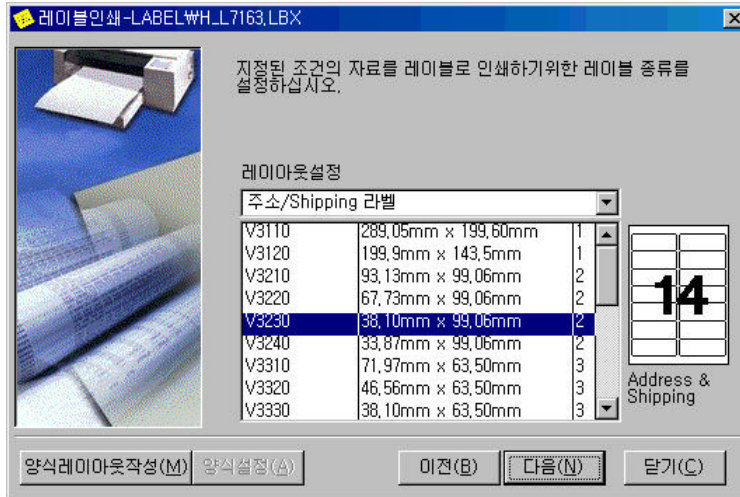 레이블인쇄-LABEL₩H_L7163.LBX
지정된 조건의 자료를 레이블로 인쇄하기위한 레이블 종류를
설정하십시오.
레이아웃설정
주소/Shipping 라벨
V3110 289.05mm x 199.60mm 1
V3120 199.9mm x 143.5mm 1
V3210 93.13mm x 99.06mm 2
V3220 67.73mm x 99.06mm 2
V3230 38.10mm x 99.06mm 2
V3240 33.87mm x 99.06mm 2
V3310 71.97mm x 63.50mm 3
V3320 46.56mm x 63.50mm 3
V3330 38.10mm x 63.50mm 3
14
Address &
Shipping
양식레이아웃작성(M) 양식설정(A) 이전(B) 다음(N) 닫기(C)